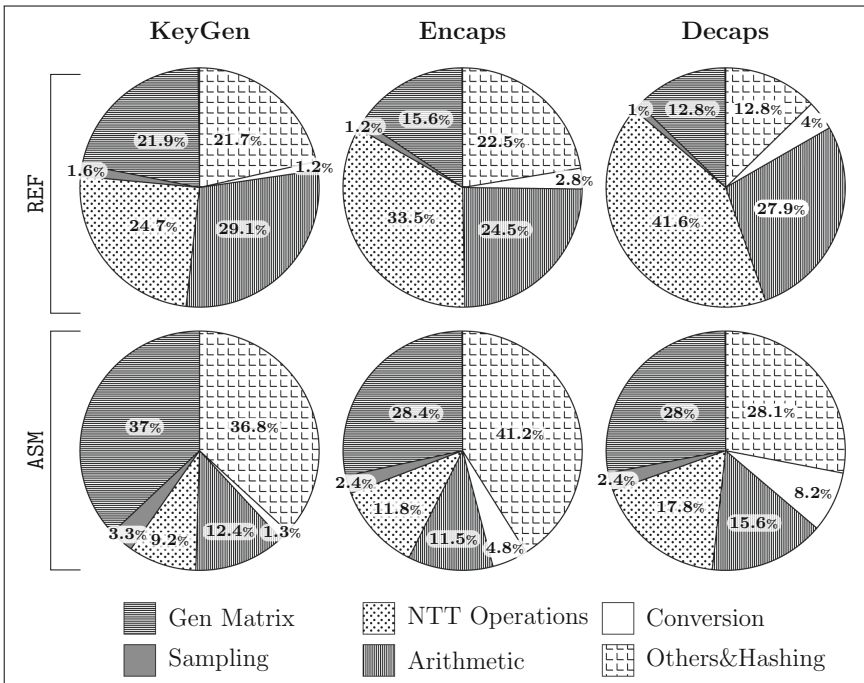 KeyGen Encaps Decaps
REF
21.9% 21.7% 1.2% 29.1% 24.7% 1.6%
15.6% 22.5% 2.8% 24.5% 33.5% 1.2%
12.8% 12.8% 4% 27.9% 41.6% 1%
ASM
37% 36.8% 1.3% 12.4% 9.2% 3.3%
28.4% 41.2% 4.8% 11.5% 11.8% 2.4%
28% 28.1% 8.2% 15.6% 17.8% 2.4%
Gen Matrix NTT Operations Conversion
Sampling Arithmetic Others&Hashing